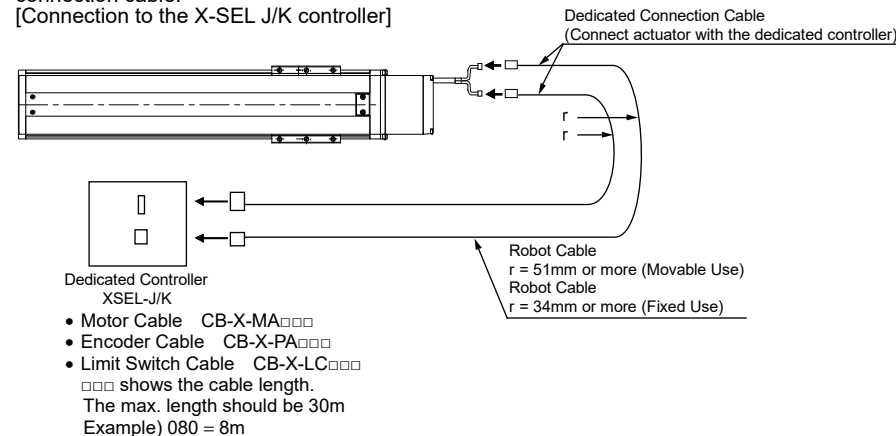 [Connection to the X-SEL J/K controller]
Dedicated Connection Cable
(Connect actuator with the dedicated controller)
r
r
Robot Cable
r = 51mm or more (Movable Use)
Robot Cable
r = 34mm or more (Fixed Use)
Dedicated Controller
XSEL-J/K
• Motor Cable CB-X-MA□□□
• Encoder Cable CB-X-PA□□□
• Limit Switch Cable CB-X-LC□□□
□□□ shows the cable length.
The max. length should be 30m
Example) 080 = 8m